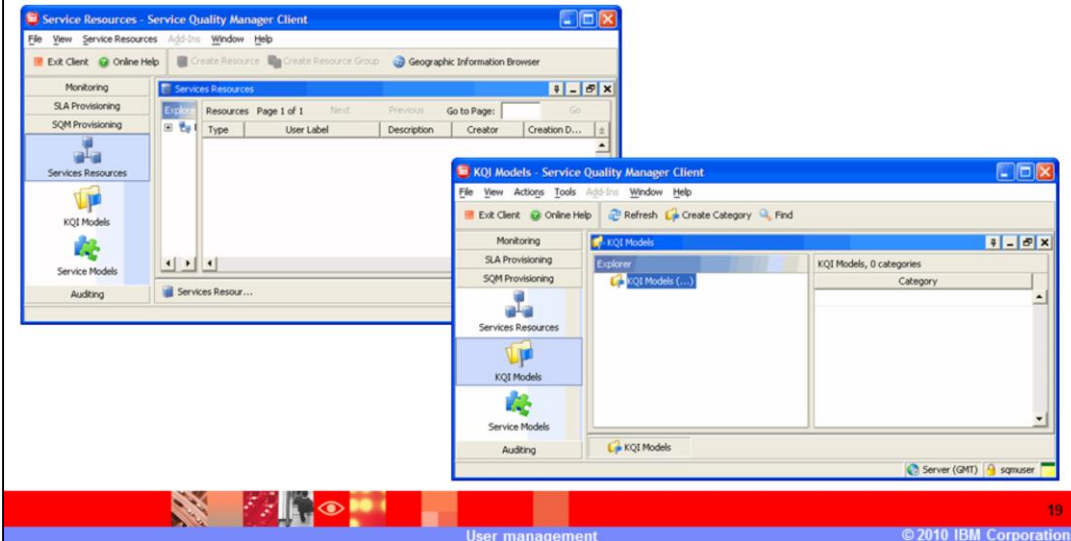 Service Resources - Service Quality Manager Client
File View Service Resources Add-Ins Window Help
Exit Client Online Help Create Resource Create Resource Group Geographic Information Browser
Monitoring
SLA Provisioning
SQM Provisioning
Services Resources
KQI Models
Service Models
Auditing
Services Resources
Explore
Resources Page 1 of 1 Next Previous Go to Page: Go
Type User Label Description Creator Creation D...
Services Resour...
KQI Models - Service Quality Manager Client
File View Actions Tools Add-Ins Window Help
Exit Client Online Help Refresh Create Category Find
Monitoring
SLA Provisioning
SQM Provisioning
Services Resources
KQI Models
Service Models
Auditing
KQI Models
Explorer
KQI Models (...)
KQI Models, 0 categories
Category
KQI Models
Server (GMT) sqmuser
19
User management
© 2010 IBM Corporation